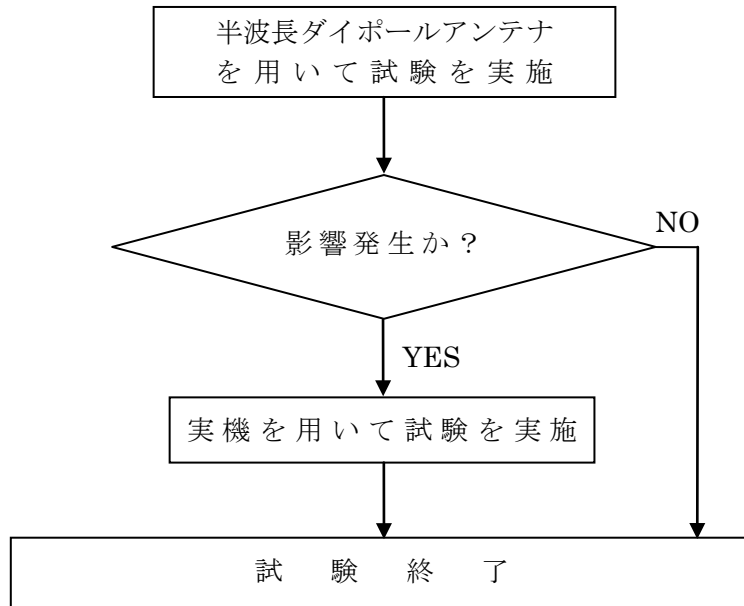 半波長ダイポールアンテナ
を用いて試験を実施
影響発生か？
NO
YES
実機を用いて試験を実施
試験終了